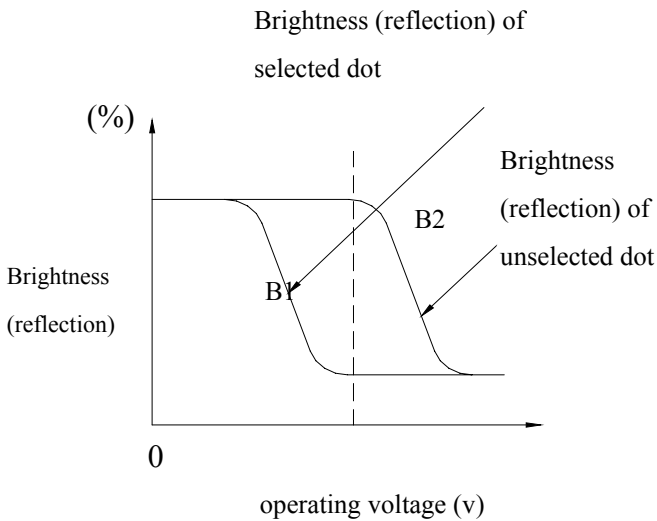 Brightness (reflection) of
selected dot
(%)
Brightness
(reflection) of
unselected dot
B2
B1
Brightness
(reflection)
0
operating voltage (v)